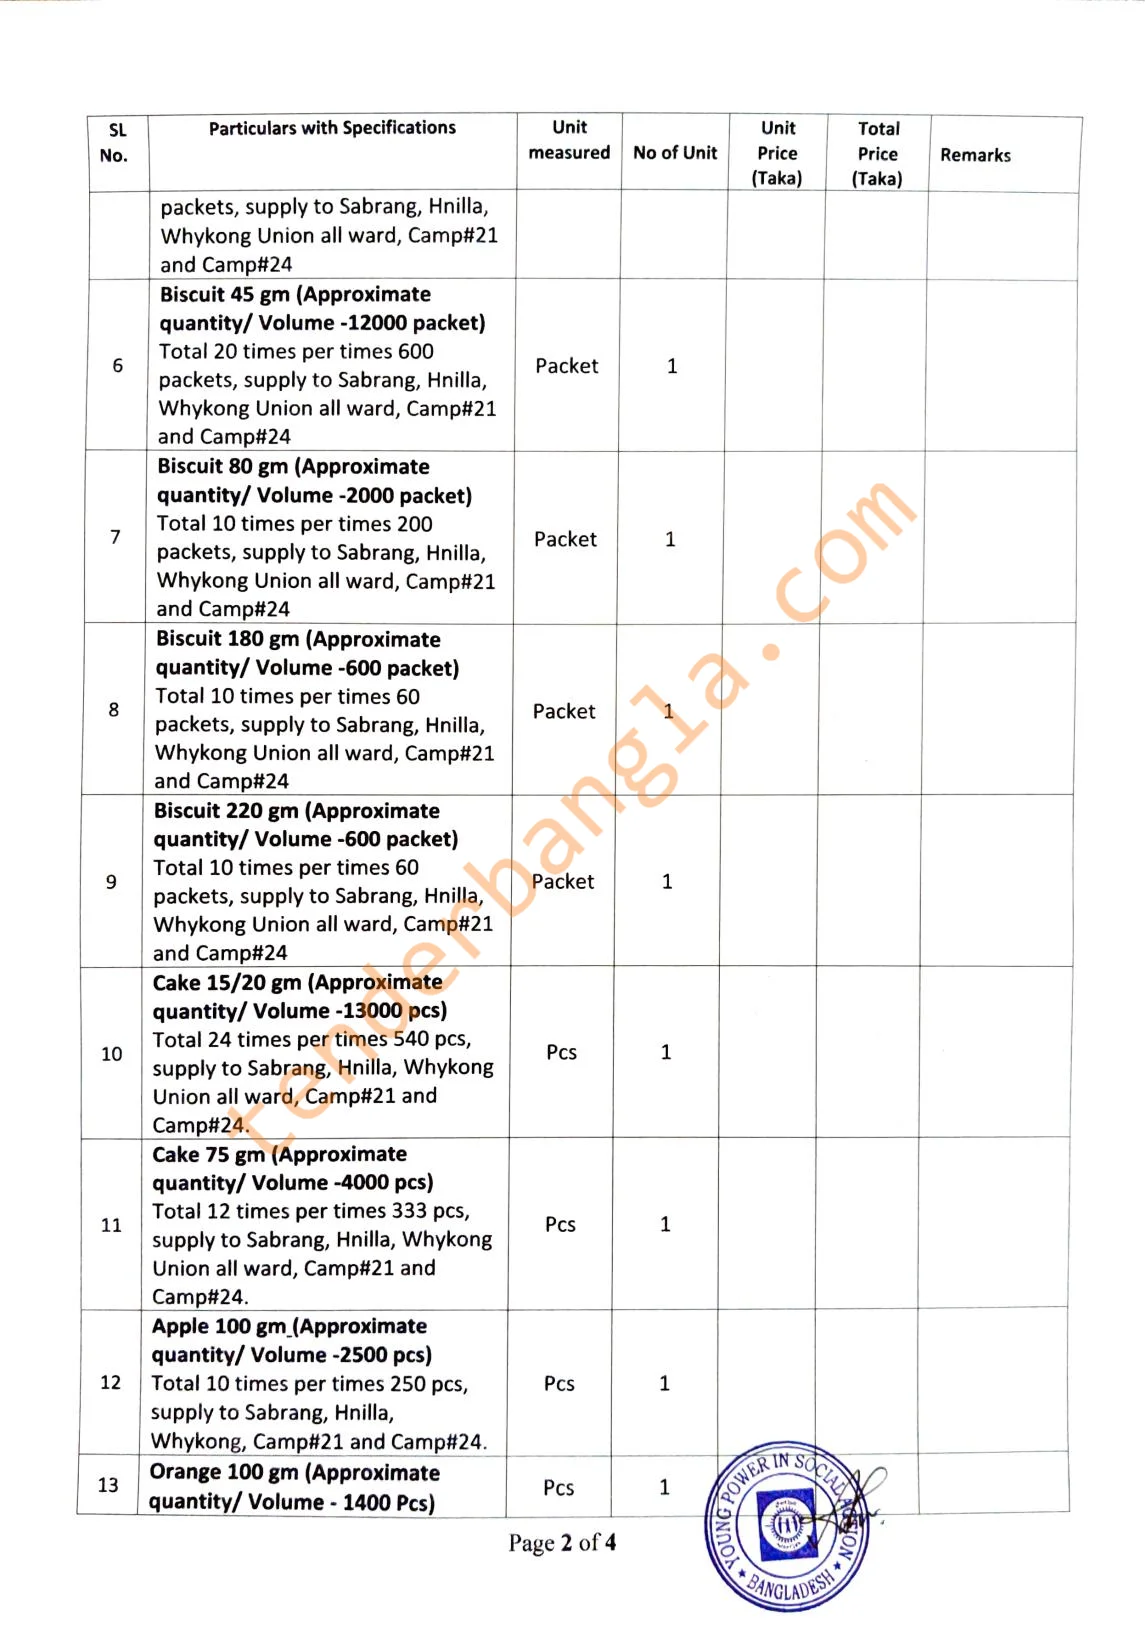 SL No.
Particulars with Specifications
Unit measured
No of Unit
Unit Price (Taka)
Total Price (Taka)
Remarks
packets, supply to Sabrang, Hnilla,
Whykong Union all ward, Camp#21
and Camp#24
6
Biscuit 45 gm (Approximate
quantity/ Volume -12000 packet)
Total 20 times per times 600
packets, supply to Sabrang, Hnilla,
Whykong Union all ward, Camp#21
and Camp#24
Packet
1
7
Biscuit 80 gm (Approximate
quantity/ Volume -2000 packet)
Total 10 times per times 200
packets, supply to Sabrang, Hnilla,
Whykong Union all ward, Camp#21
and Camp#24
Packet
1
8
Biscuit 180 gm (Approximate
quantity/ Volume -600 packet)
Total 10 times per times 60
packets, supply to Sabrang, Hnilla,
Whykong Union all ward, Camp#21
and Camp#24
Packet
1
9
Biscuit 220 gm (Approximate
quantity/ Volume -600 packet)
Total 10 times per times 60
packets, supply to Sabrang, Hnilla,
Whykong Union all ward, Camp#21
and Camp#24
Packet
1
10
Cake 15/20 gm (Approximate
quantity/ Volume -13000 pcs)
Total 24 times per times 540 pcs,
supply to Sabrang, Hnilla, Whykong
Union all ward, Camp#21 and
Camp#24.
Pcs
1
11
Cake 75 gm (Approximate
quantity/ Volume -4000 pcs)
Total 12 times per times 333 pcs,
supply to Sabrang, Hnilla, Whykong
Union all ward, Camp#21 and
Camp#24.
Pcs
1
12
Apple 100 gm (Approximate
quantity/ Volume -2500 pcs)
Total 10 times per times 250 pcs,
supply to Sabrang, Hnilla,
Whykong, Camp#21 and Camp#24.
Pcs
1
13
Orange 100 gm (Approximate
quantity/ Volume - 1400 Pcs)
Pcs
1
Page 2 of 4
YOUNG POWER IN SOCIAL ACTION
★ BANGLADESH ★
tenderbangla.com